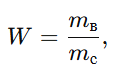 W = m_в / m_с,